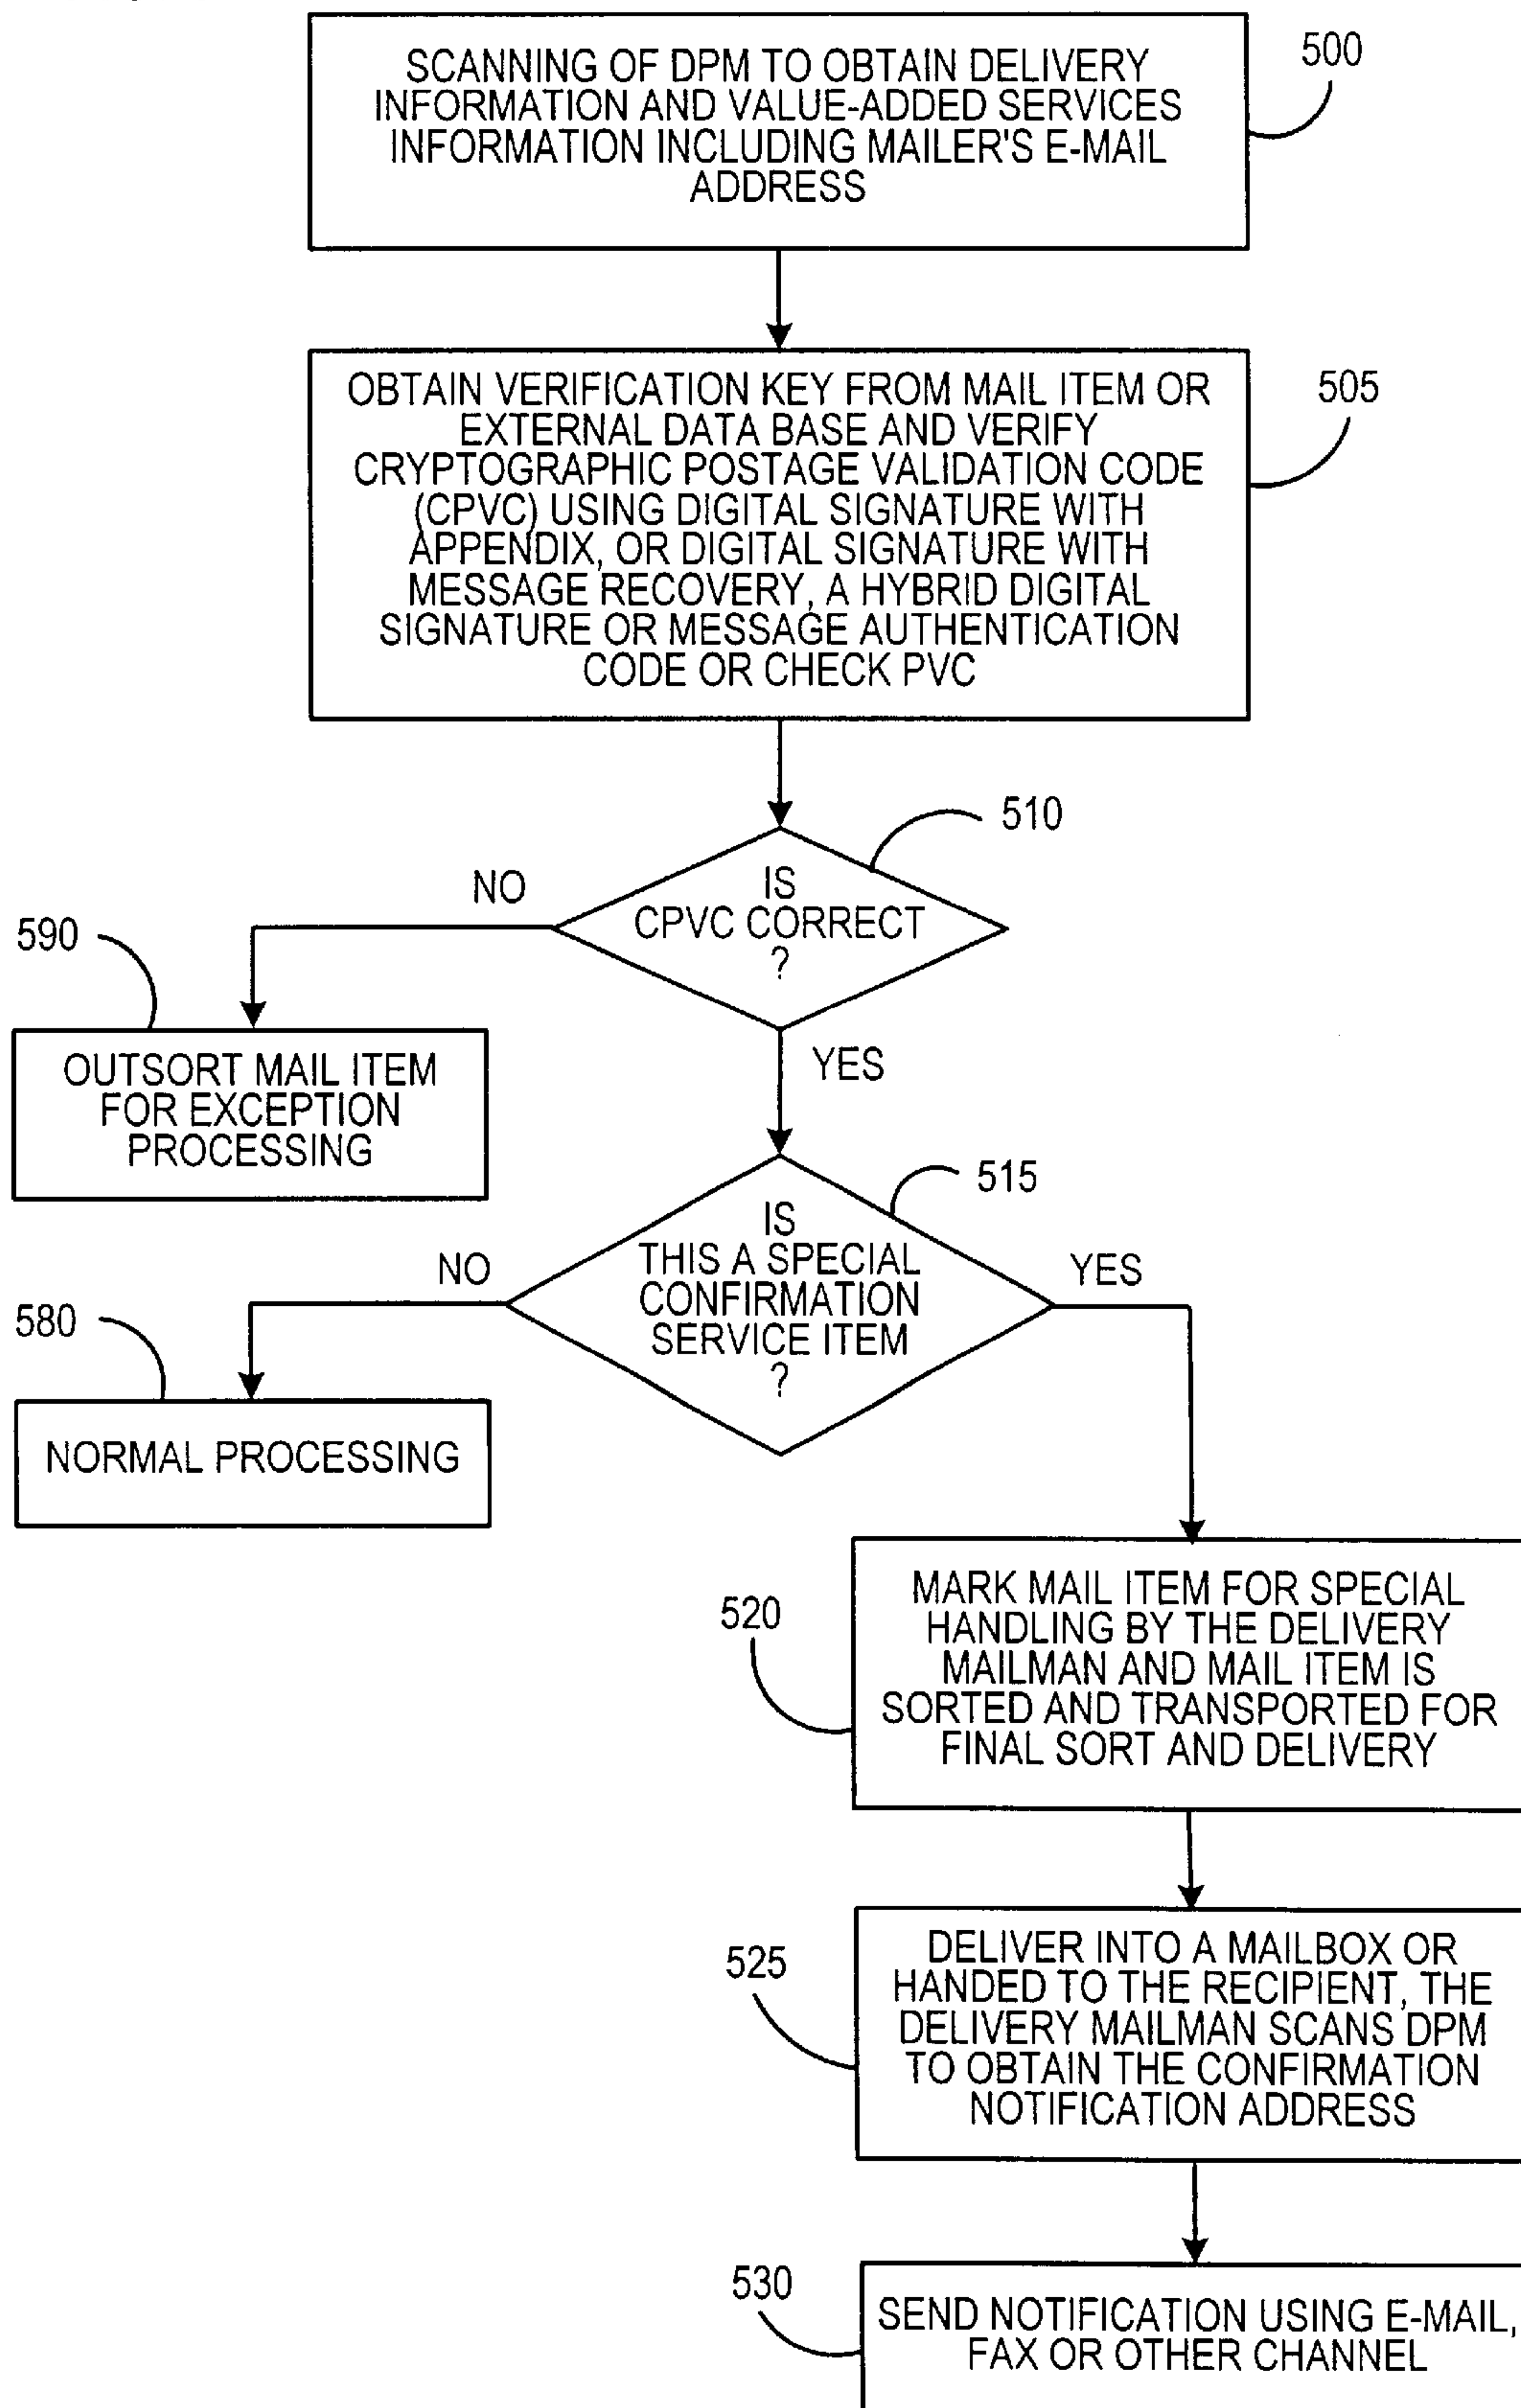 SCANNING OF DPM TO OBTAIN DELIVERY
INFORMATION AND VALUE-ADDED SERVICES
INFORMATION INCLUDING MAILER'S E-MAIL
ADDRESS
500
OBTAIN VERIFICATION KEY FROM MAIL ITEM OR
EXTERNAL DATA BASE AND VERIFY
CRYPTOGRAPHIC POSTAGE VALIDATION CODE
(CPVC) USING DIGITAL SIGNATURE WITH
APPENDIX, OR DIGITAL SIGNATURE WITH
MESSAGE RECOVERY, A HYBRID DIGITAL
SIGNATURE OR MESSAGE AUTHENTICATION
CODE OR CHECK PVC
505
510
IS
CPVC CORRECT
?
NO
590
OUTSORT MAIL ITEM
FOR EXCEPTION
PROCESSING
YES
515
IS
THIS A SPECIAL
CONFIRMATION
SERVICE ITEM
?
NO
YES
580
NORMAL PROCESSING
520
MARK MAIL ITEM FOR SPECIAL
HANDLING BY THE DELIVERY
MAILMAN AND MAIL ITEM IS
SORTED AND TRANSPORTED FOR
FINAL SORT AND DELIVERY
525
DELIVER INTO A MAILBOX OR
HANDED TO THE RECIPIENT, THE
DELIVERY MAILMAN SCANS DPM
TO OBTAIN THE CONFIRMATION
NOTIFICATION ADDRESS
530
SEND NOTIFICATION USING E-MAIL,
FAX OR OTHER CHANNEL